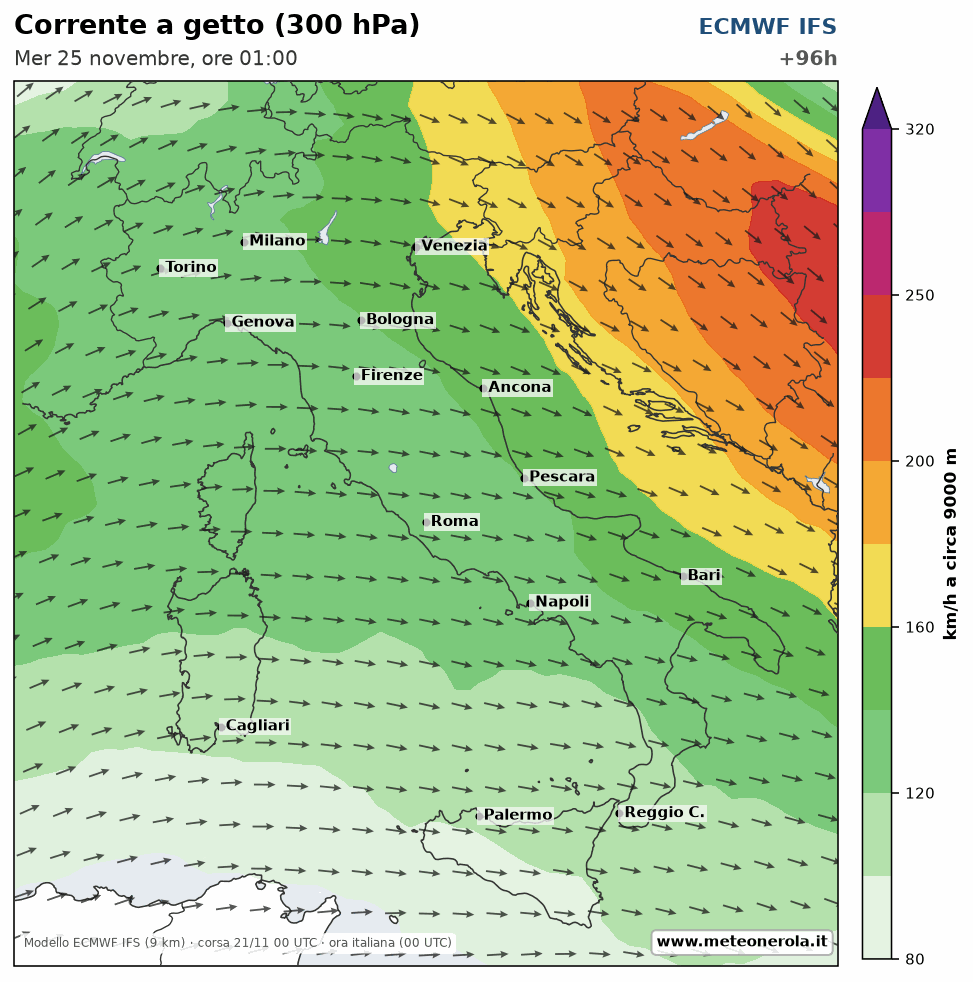 Corrente a getto (300 hPa)
ECMWF IFS
Mer 25 novembre, ore 01:00
+96h
320
Milano
Venezia
Torino
250
Genova
Bologna
Firenze
Ancona
200
Pescara
Roma
km/h a circa 9000 m
Bari
Napoli
160
Cagliari
120
Palermo
Reggio C.
Modello ECMWF IFS (9 km) · corsa 21/11 00 UTC · ora italiana (00 UTC)
www.meteonerola.it
80